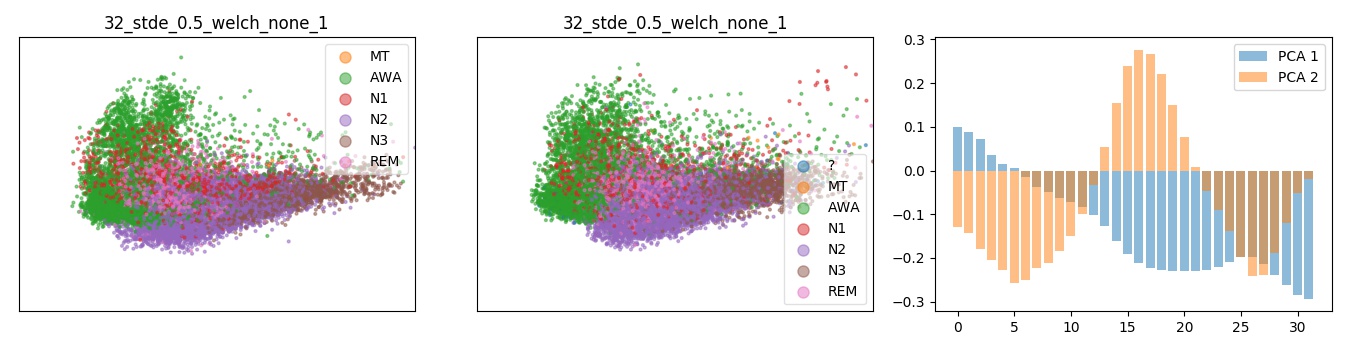 32_stde_0.5_welch_none_1
MT
AWA
N1
N2
N3
REM
32_stde_0.5_welch_none_1
?
MT
AWA
N1
N2
N3
REM
0.3
0.2
0.1
0.0
−0.1
−0.2
−0.3
0 5 10 15 20 25 30
PCA 1
PCA 2